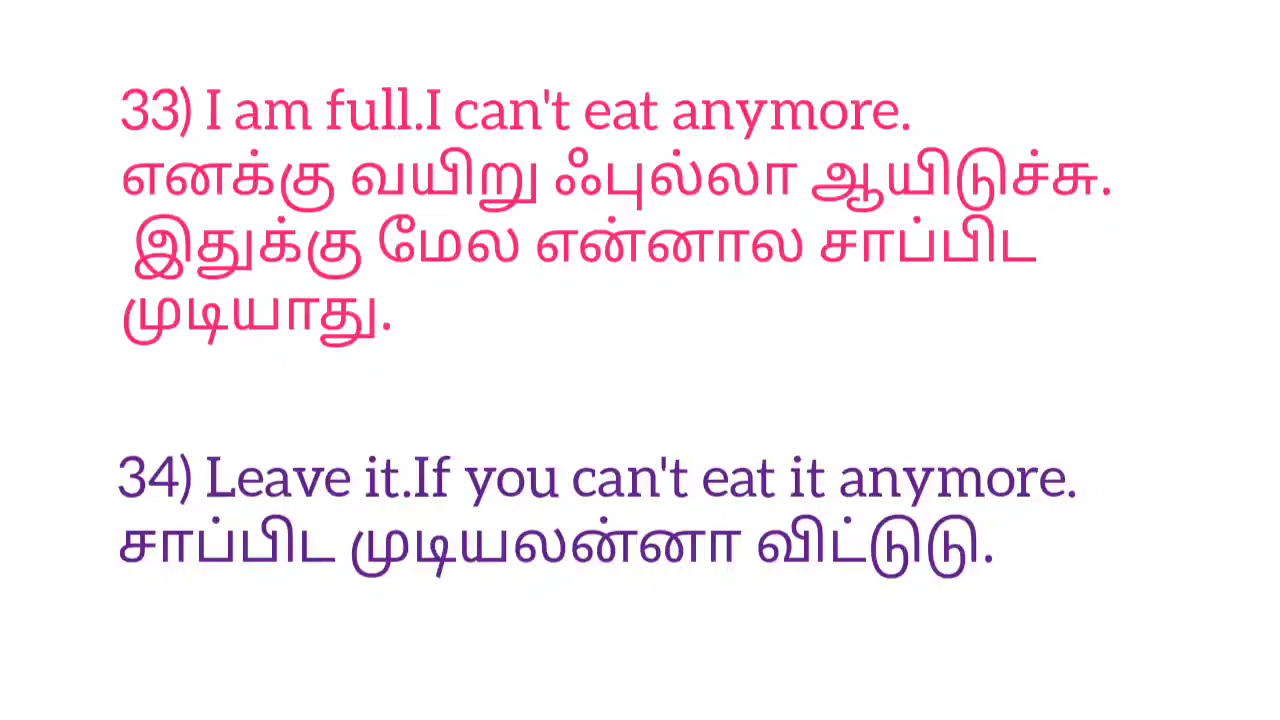 33) I am full.I can't eat anymore.
எனக்கு வயிறு ஃபுல்லா ஆயிடுச்சு.
இதுக்கு மேல என்னால சாப்பிட
முடியாது.
34) Leave it.If you can't eat it anymore.
சாப்பிட முடியலன்னா விட்டுடு.